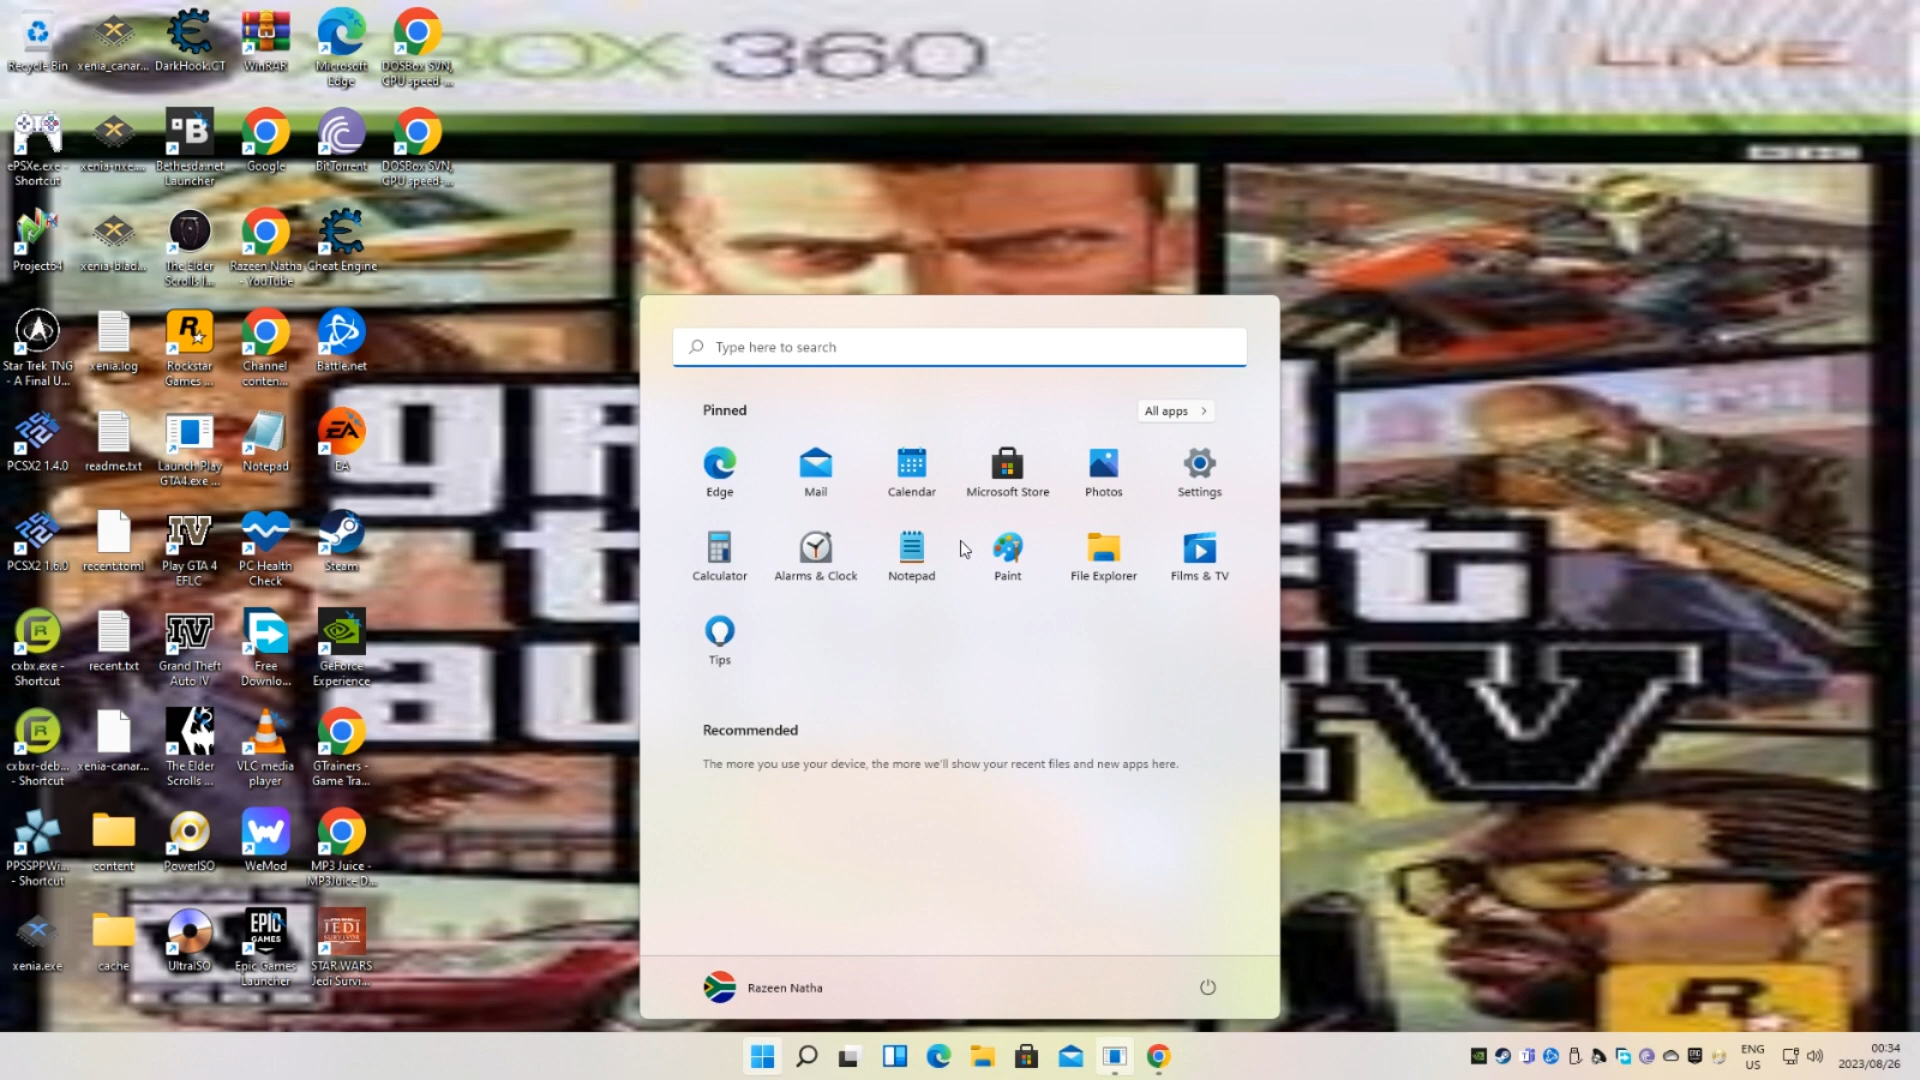 BOX 360
LIVE
Recycle Bin
xenia_canar...
DarkHook.GT
WinRAR
Microsoft
Edge
DOSBox SVN,
CPU speed-...
ePSXe.exe -
Shortcut
xenia-nxe...
Bethesda.net
Launcher
Google
BitTorrent
DOSBox SVN,
CPU speed-...
Project64
xenia-blad...
The Elder
Scrolls I...
Razeen Natha
- YouTube
Cheat Engine
Star Trek TNG
- A Final U...
xenia.log
Rockstar
Games ...
Channel
conten...
Battle.net
PCSX2 1.4.0
readme.txt
Launch Play
GTA4.exe ...
Notepad
EA
PCSX2 1.6.0
recent.toml
Play GTA 4
EFLC
PC Health
Check
Steam
cxbx.exe -
Shortcut
recent.txt
Grand Theft
Auto IV
Free
Downlo...
GeForce
Experience
cxbxr-deb...
- Shortcut
xenia-canar...
The Elder
Scrolls ...
VLC media
player
GTrainers -
Game Tra...
PPSSPPWi...
- Shortcut
content
PowerISO
WeMod
MP3 Juice -
MP3Juice D...
xenia.exe
cache
UltraISO
EPIC
GAMES
Epic Games
Launcher
JEDI
SURVIVOR
STAR WARS
Jedi Survi...
Type here to search
Pinned
All apps
Edge
Mail
Calendar
Microsoft Store
Photos
Settings
Calculator
Alarms & Clock
Notepad
Paint
File Explorer
Films & TV
Tips
Recommended
The more you use your device, the more we'll show your recent files and new apps here.
Razeen Natha
ENG
US
00:34
2023/08/26